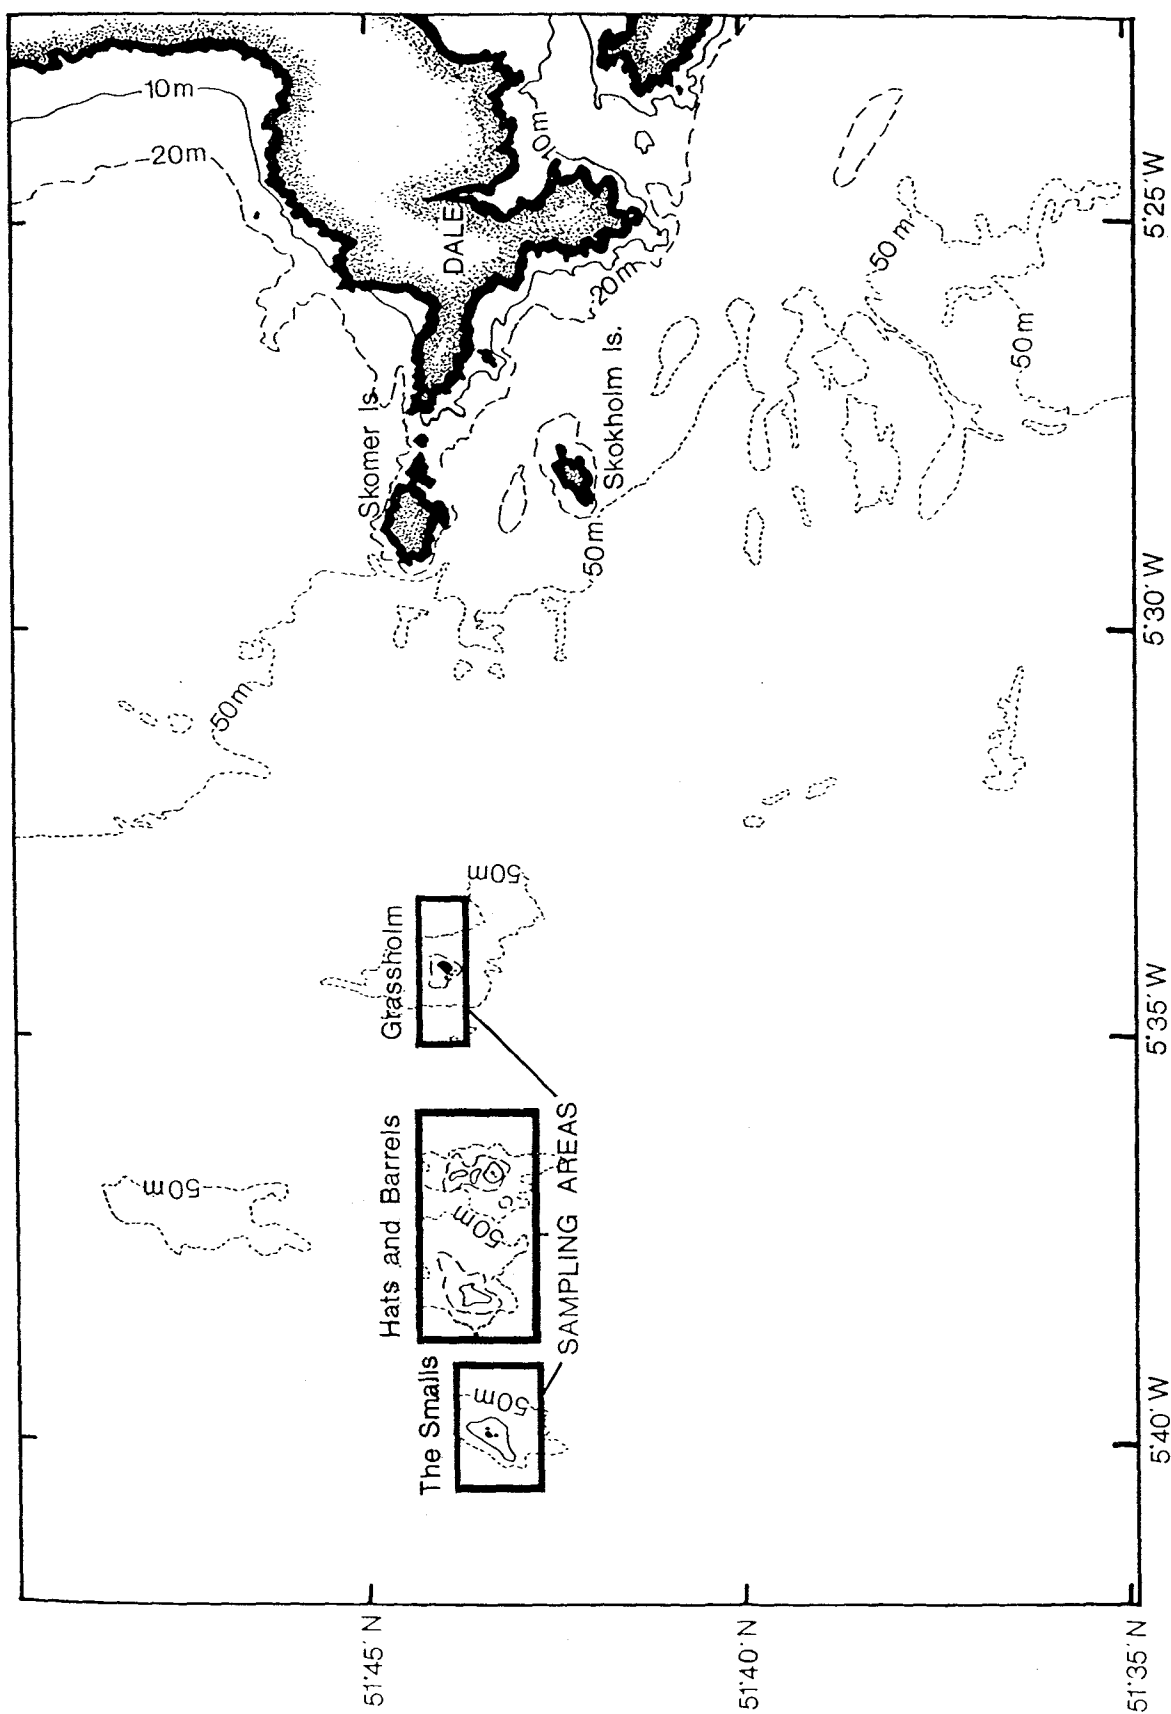 10m
20m
10m
DALE
20m
Skomer Is.
Skokholm Is.
50m
50m
50m
50m
50m
Grassholm
50m
Hats and Barrels
50m
50m
The Smalls
50m
SAMPLING AREAS
51°45' N
51°40' N
51°35' N
5°40' W
5°35' W
5°30' W
5°25' W